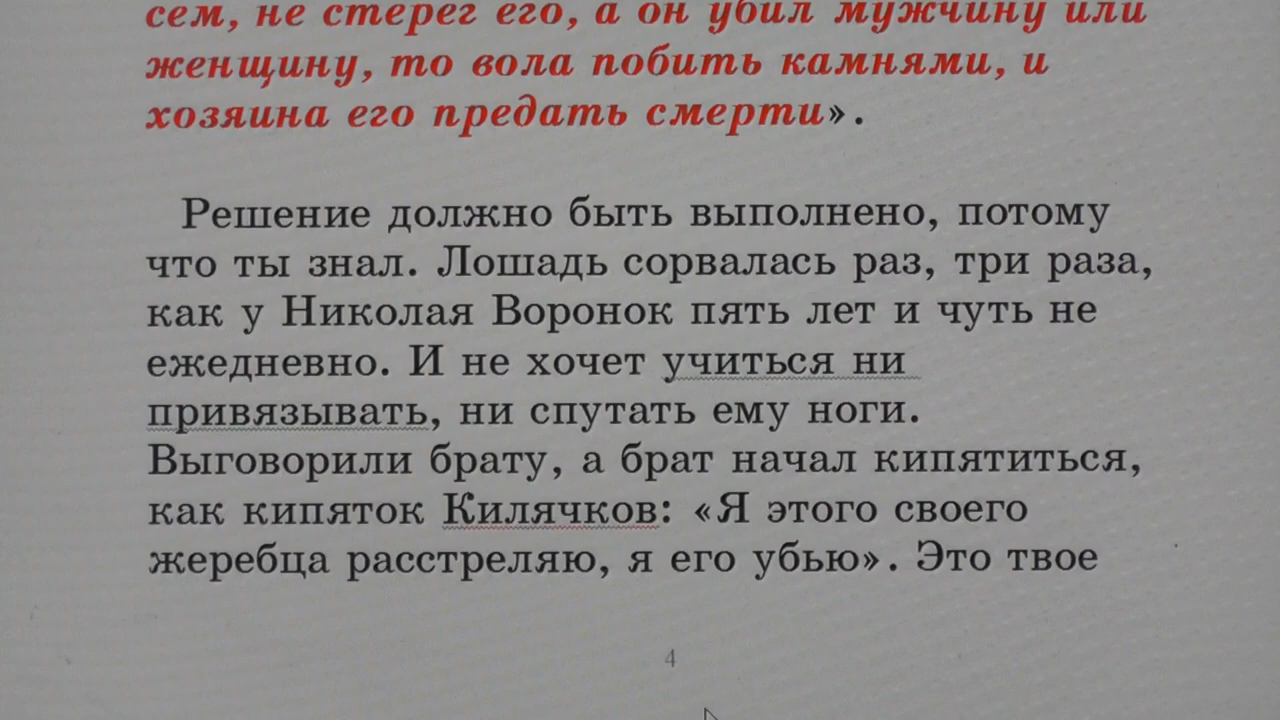 сем, не стерег его, а он убил мужчину или
женщину, то вола побить камнями, и
хозяина его предать смерти».
Решение должно быть выполнено, потому
что ты знал. Лошадь сорвалась раз, три раза,
как у Николая Воронок пять лет и чуть не
ежедневно. И не хочет учиться ни
привязывать, ни спутать ему ноги.
Выговорили брату, а брат начал кипятиться,
как кипяток Килячков: «Я этого своего
жеребца расстреляю, я его убью». Это твое
4